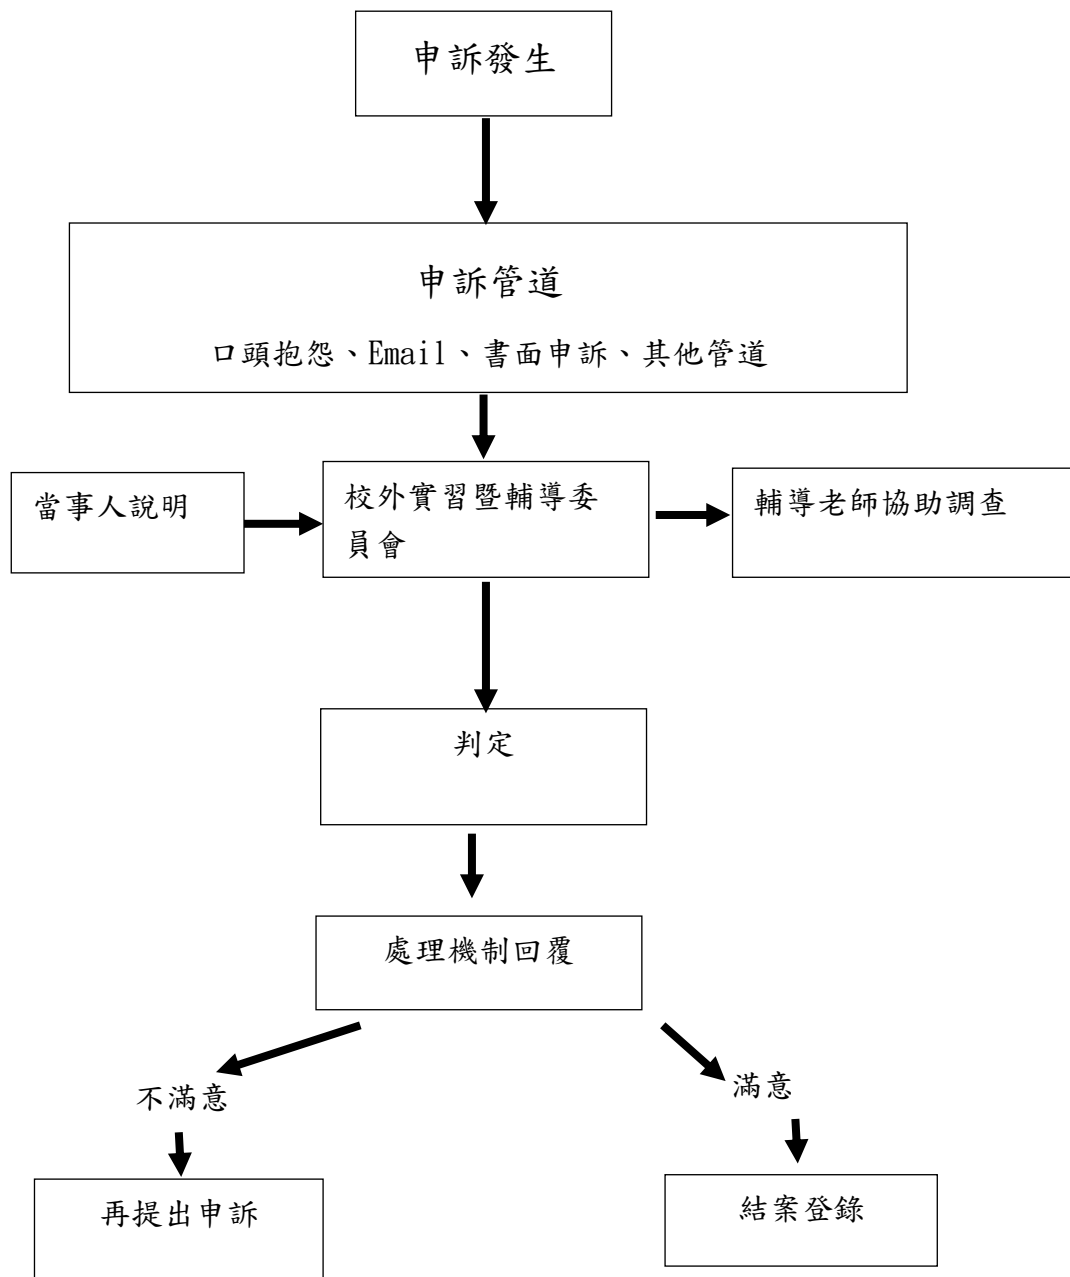 申訴發生
申訴管道
口頭抱怨、Email、書面申訴、其他管道
當事人說明
校外實習暨輔導委
員會
輔導老師協助調查
判定
處理機制回覆
不滿意
滿意
再提出申訴
結案登錄